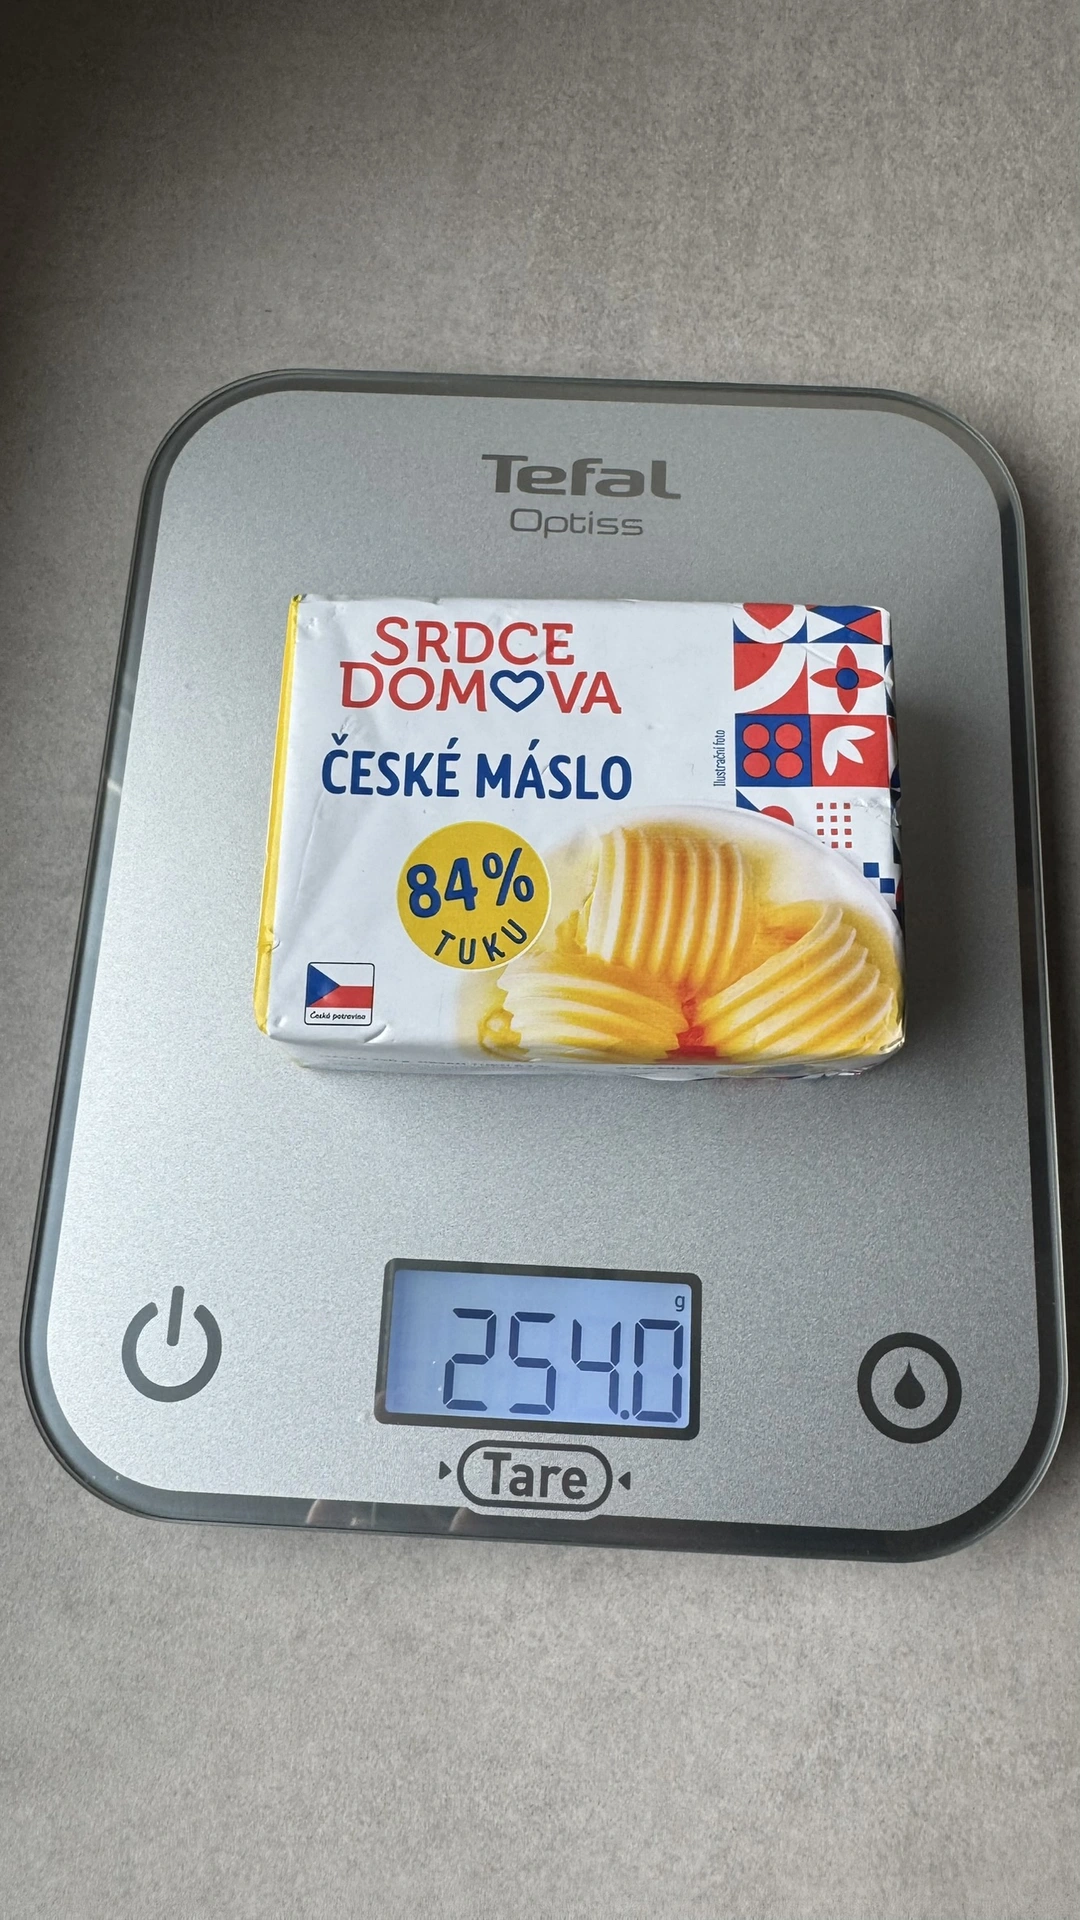 Tefal
Optiss
SRDCE
DOMOVA
ČESKÉ MÁSLO
Ilustrační foto
84%
TUKU
Česká potravina
g
254.0
Tare